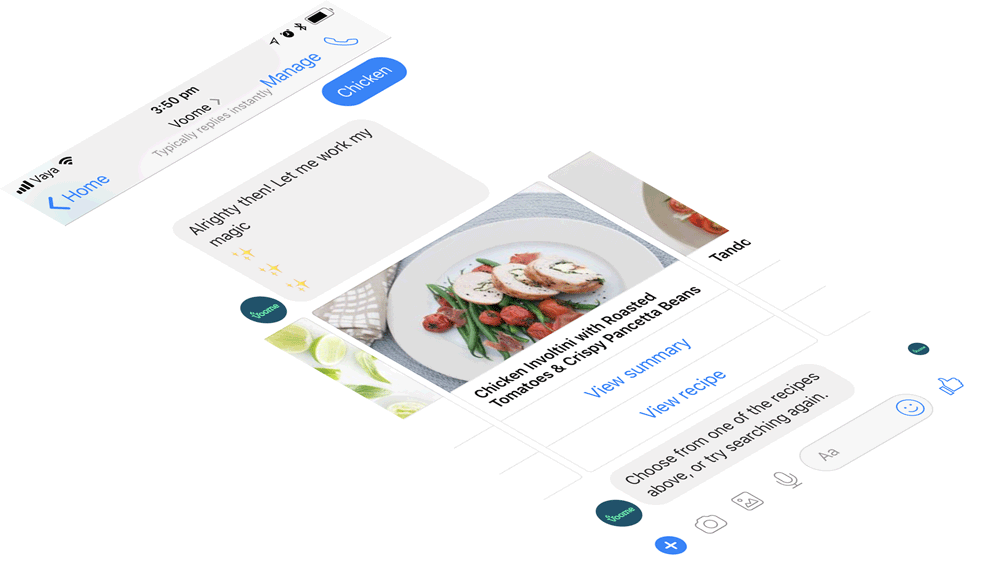 Vaya
3:50 pm
Home
Voome
Typically replies instantly
Manage
Chicken
Alrighty then! Let me work my
magic
Voome
Chicken Involtini with Roasted
Tomatoes & Crispy Pancetta Beans
View summary
View recipe
Tandc
Choose from one of the recipes
above, or try searching again.
Voome
Aa